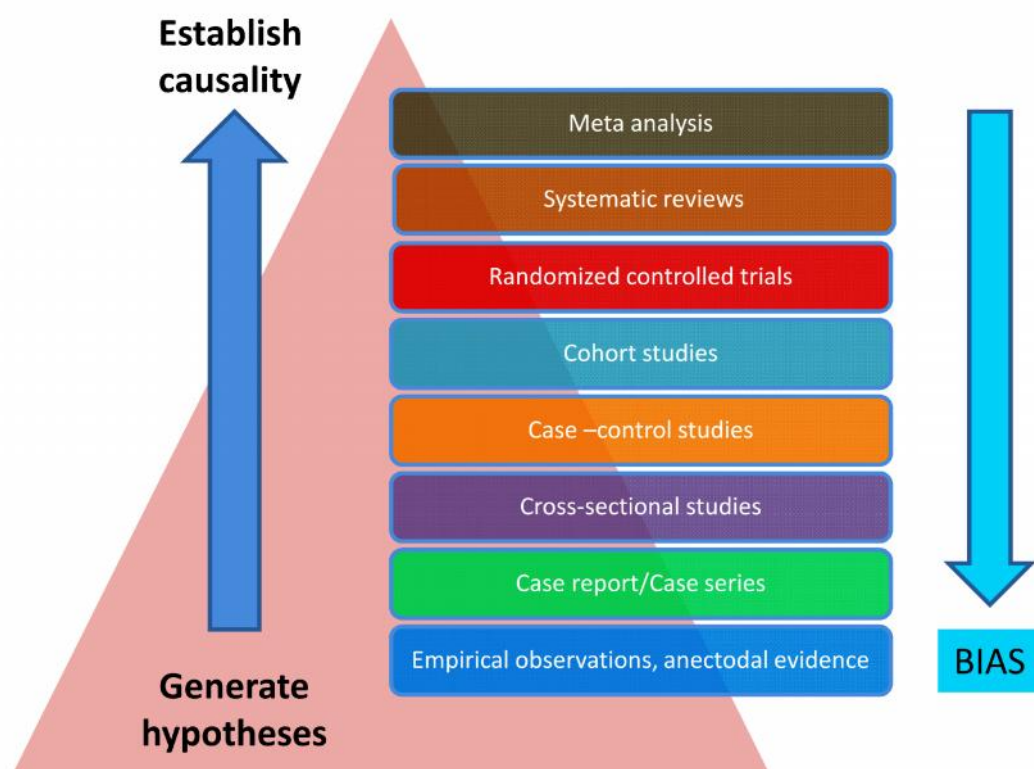 Establish
causality
Meta analysis
Systematic reviews
Randomized controlled trials
Cohort studies
Case –control studies
Cross-sectional studies
Case report/Case series
Empirical observations, anectodal evidence
Generate
hypotheses
BIAS